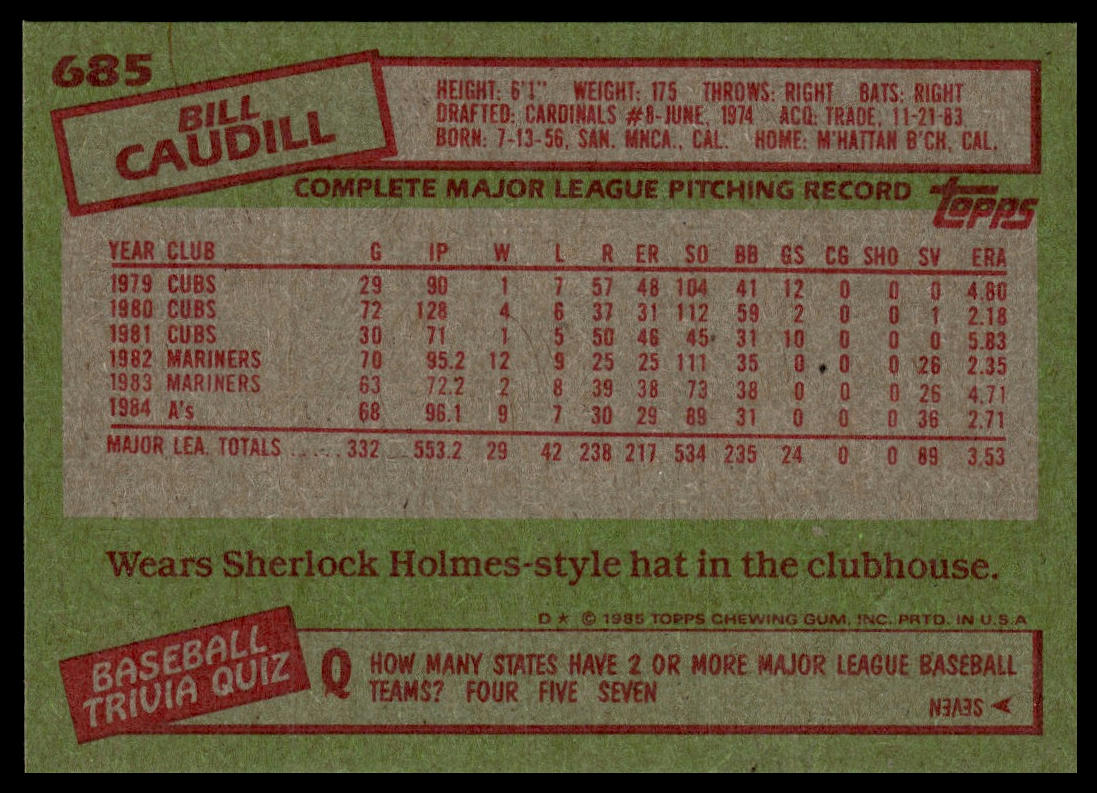 685
BILL
CAUDILL
HEIGHT: 6'1" WEIGHT: 175 THROWS: RIGHT BATS: RIGHT
DRAFTED: CARDINALS #8-JUNE, 1974 ACQ: TRADE, 11-21-83
BORN: 7-13-56, SAN. MNCA., CAL. HOME: M'HATTAN B'CH, CAL.
COMPLETE MAJOR LEAGUE PITCHING RECORD
topps
YEAR CLUB G IP W L R ER SO BB GS CG SHO SV ERA
1979 CUBS 29 90 1 7 57 48 104 41 12 0 0 0 4.80
1980 CUBS 72 128 4 6 37 31 112 59 2 0 0 1 2.18
1981 CUBS 30 71 1 5 50 46 45 31 10 0 0 0 5.83
1982 MARINERS 70 95.2 12 9 25 25 111 35 0 0 0 26 2.35
1983 MARINERS 63 72.2 2 8 39 38 73 38 0 0 0 26 4.71
1984 A's 68 96.1 9 7 30 29 89 31 0 0 0 36 2.71
MAJOR LEA. TOTALS ..... 332 553.2 29 42 238 217 534 235 24 0 0 89 3.53
Wears Sherlock Holmes-style hat in the clubhouse.
D ★ © 1985 TOPPS CHEWING GUM, INC. PRTD. IN U.S.A
BASEBALL
TRIVIA QUIZ
Q HOW MANY STATES HAVE 2 OR MORE MAJOR LEAGUE BASEBALL
TEAMS? FOUR FIVE SEVEN
SEVEN